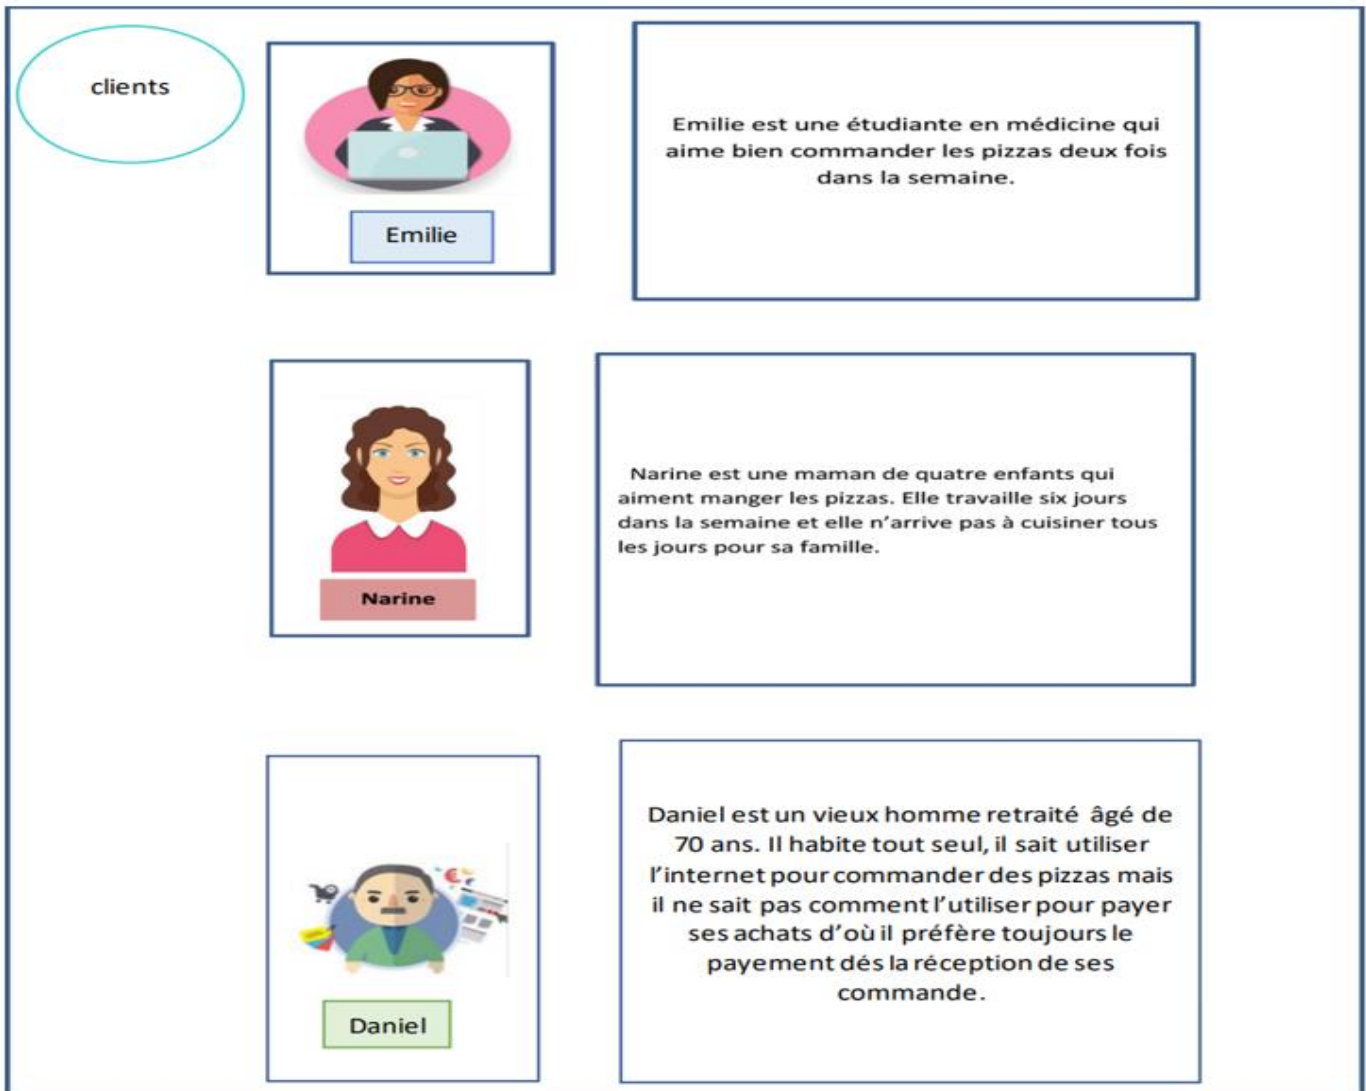 clients
Emilie
Emilie est une étudiante en médicine qui
aime bien commander les pizzas deux fois
dans la semaine.
Narine
Narine est une maman de quatre enfants qui
aiment manger les pizzas. Elle travaille six jours
dans la semaine et elle n’arrive pas à cuisiner tous
les jours pour sa famille.
Daniel
Daniel est un vieux homme retraité âgé de
70 ans. Il habite tout seul, il sait utiliser
l’internet pour commander des pizzas mais
il ne sait pas comment l’utiliser pour payer
ses achats d’où il préfère toujours le
payement dés la réception de ses
commande.